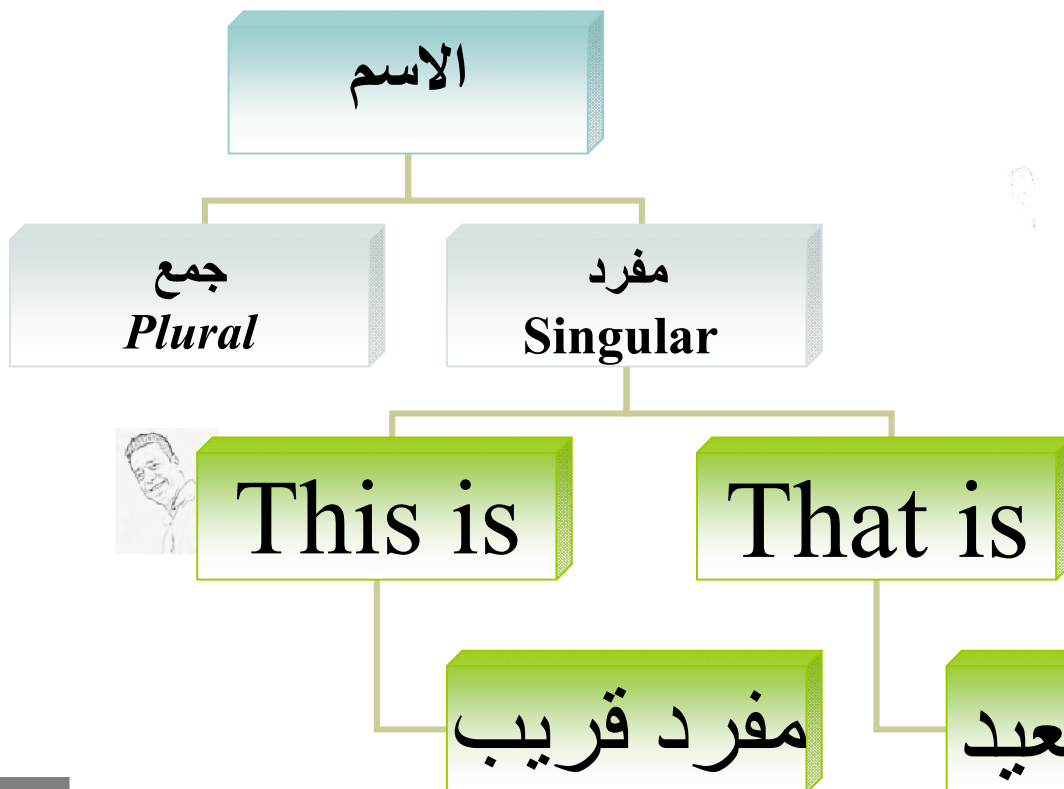 الاسم
جمع
Plural
مفرد
Singular
This is
That is
مفرد قريب